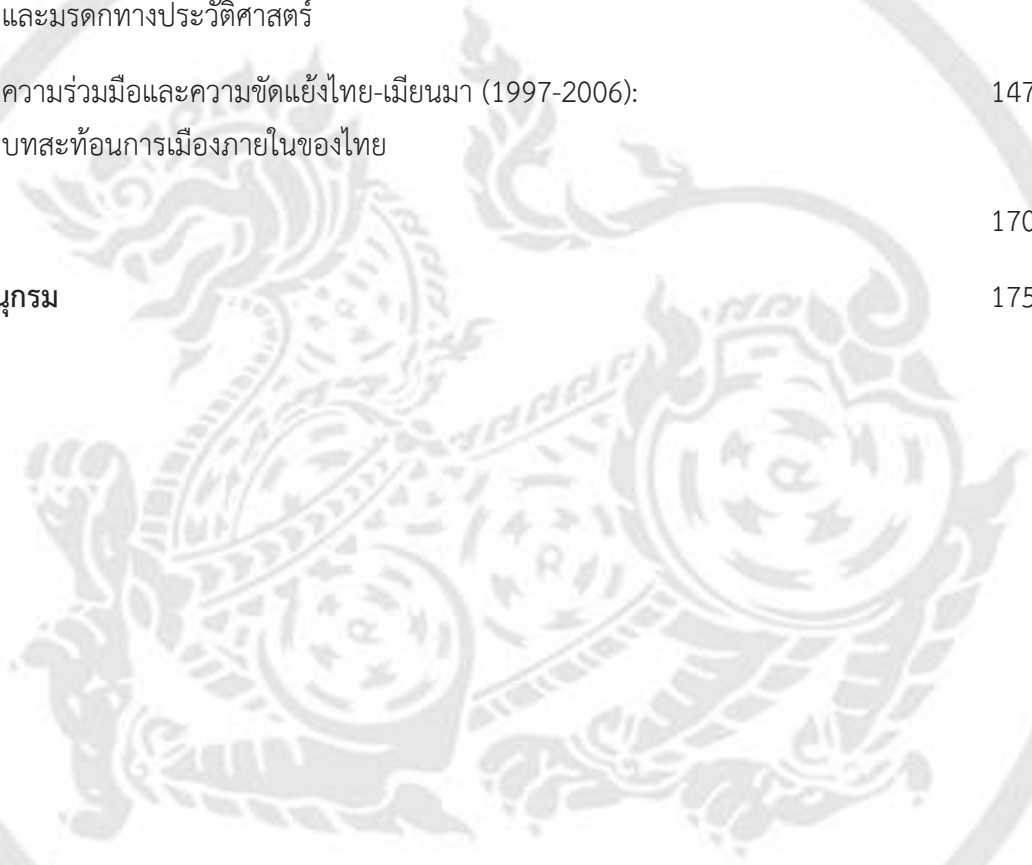 และมรดกทางประวัติศาสตร์
ความร่วมมือและความขัดแย้งไทย-เมียนมา (1997-2006): 147
บทสะท้อนการเมืองภายในของไทย
170
นุกรม 175